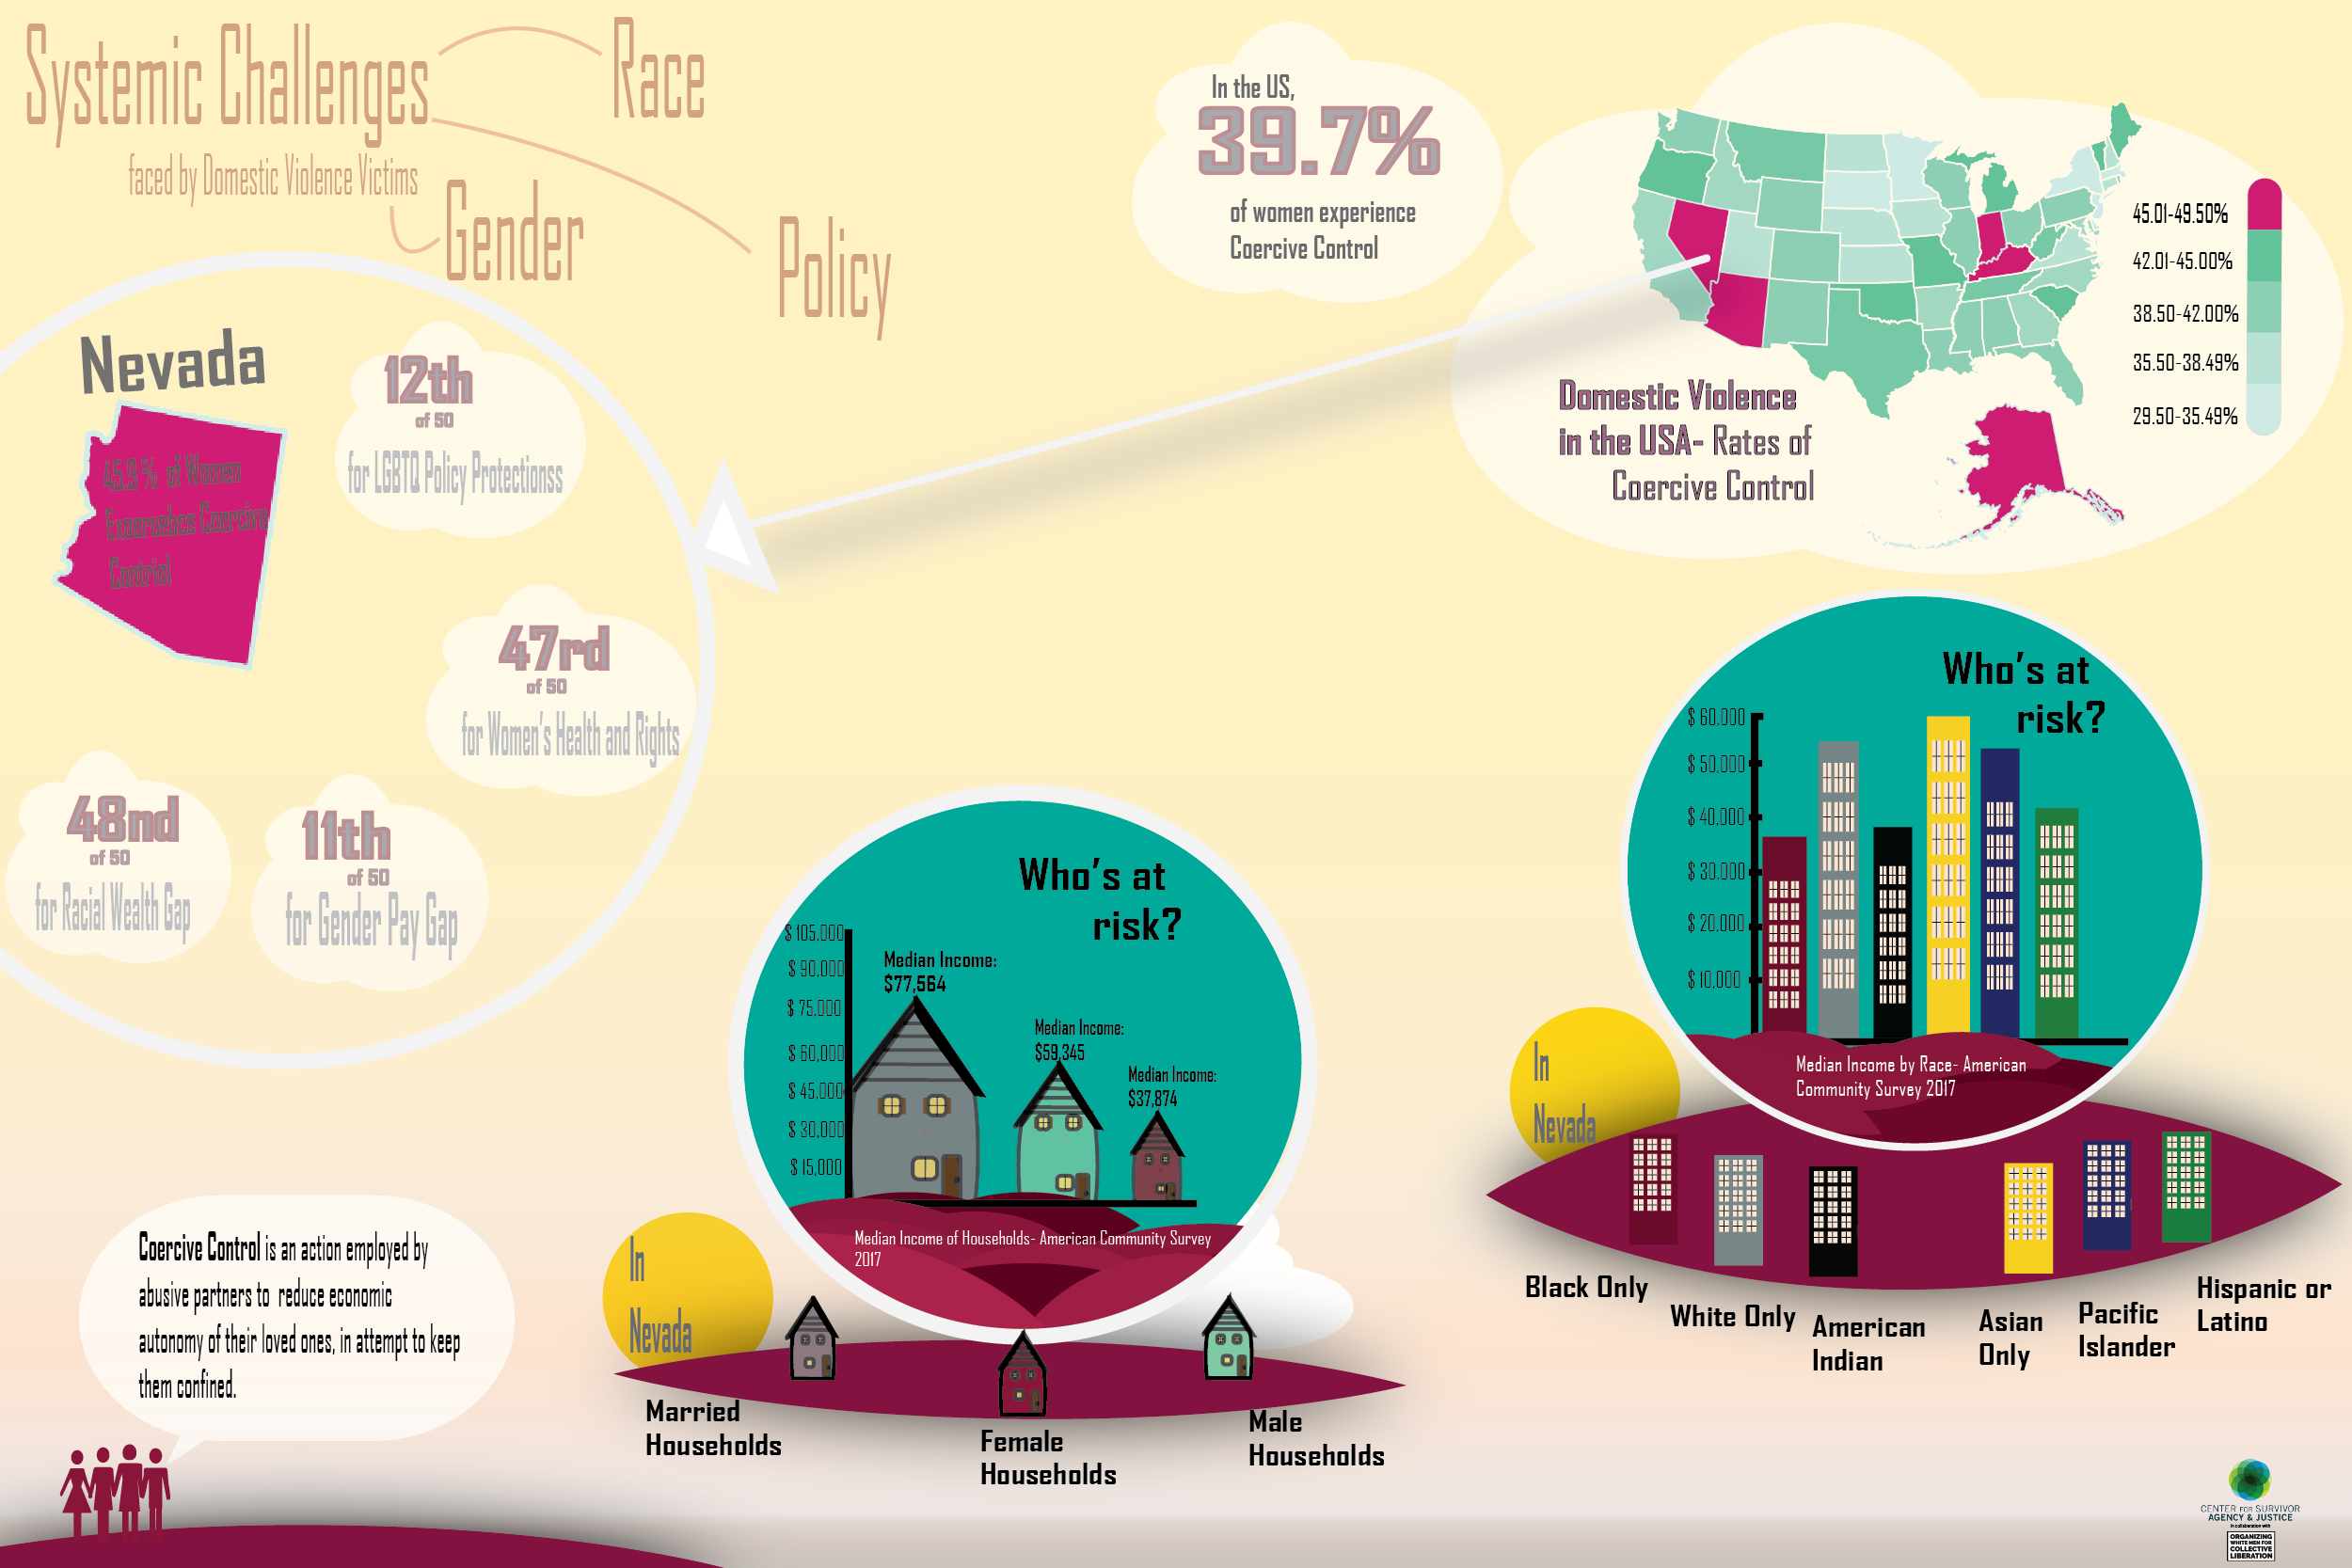 Systemic Challenges
faced by Domestic Violence Victims
Race
Gender
Policy
In the US,
39.7%
of women experience
Coercive Control
45.01-49.50%
42.01-45.00%
38.50-42.00%
35.50-38.49%
29.50-35.49%
Domestic Violence
in the USA- Rates of
Coercive Control
Nevada
45.9 % of Women
Experuebce Coercive
Contriol
12th
of 50
for LGBTQ Policy Protectionss
47rd
of 50
for Women's Health and Rights
48nd
of 50
for Racial Wealth Gap
11th
of 50
for Gender Pay Gap
Who's at
risk?
$ 60.000
$ 50,000
$ 40,000
$ 30.000
$ 20,000
$ 10,000
Median Income by Race- American
Community Survey 2017
In
Nevada
Black Only
White Only
American
Indian
Asian
Only
Pacific
Islander
Hispanic or
Latino
Who's at
risk?
$ 105,000
$ 90,000
$ 75,000
$ 60,000
$ 45,000
$ 30,000
$ 15,000
Median Income:
$77,564
Median Income:
$59,345
Median Income:
$37,874
Median Income of Households- American Community Survey
2017
In
Nevada
Married
Households
Female
Households
Male
Households
Coercive Control is an action employed by
abusive partners to reduce economic
autonomy of their loved ones, in attempt to keep
them confined.
CENTER FOR SURVIVOR
AGENCY & JUSTICE
in collaboration with
ORGANIZING
WHITE MEN FOR
COLLECTIVE
LIBERATION